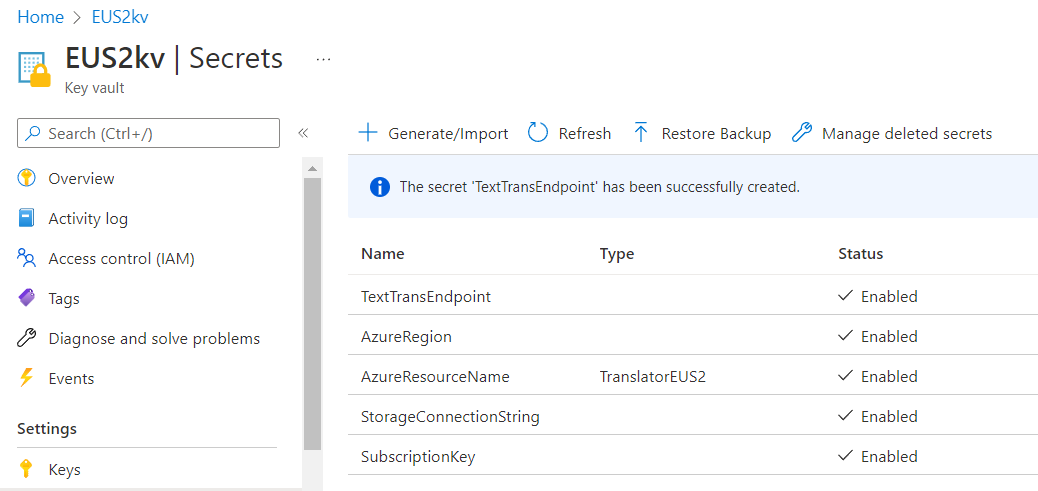 Home > EUS2kv
EUS2kv | Secrets ...
Key vault
Search (Ctrl+/) «
Overview
Activity log
Access control (IAM)
Tags
Diagnose and solve problems
Events
Settings
Keys
+ Generate/Import Refresh Restore Backup Manage deleted secrets
The secret 'TextTransEndpoint' has been successfully created.
Name Type Status
TextTransEndpoint ✓ Enabled
AzureRegion ✓ Enabled
AzureResourceName TranslatorEUS2 ✓ Enabled
StorageConnectionString ✓ Enabled
SubscriptionKey ✓ Enabled